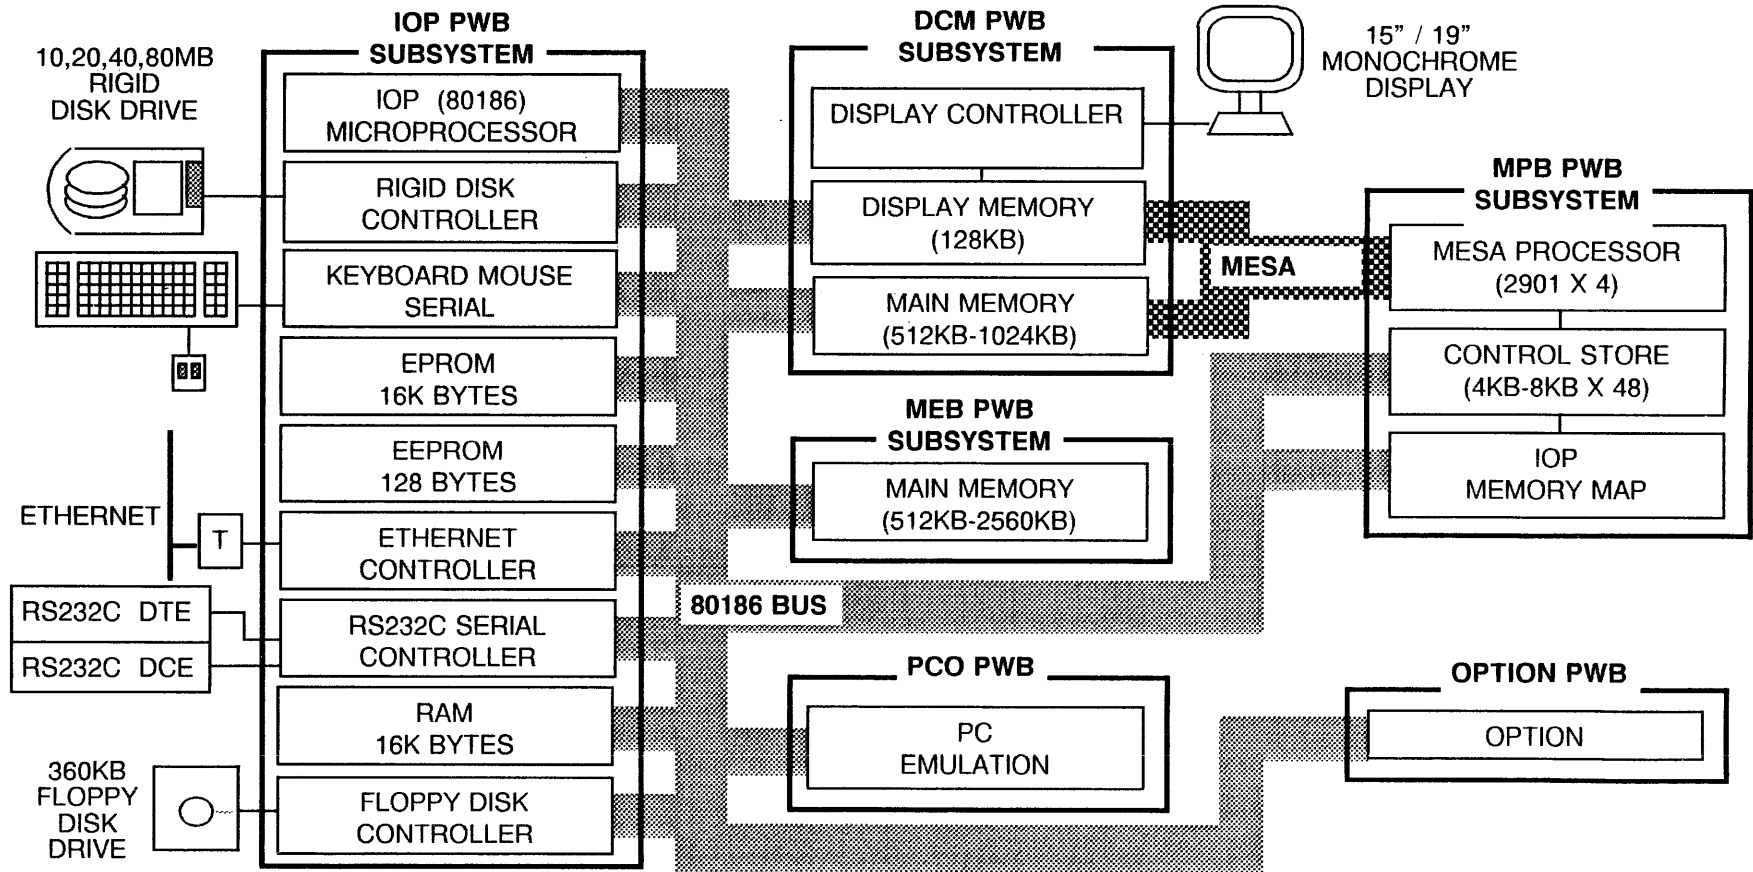 IOP PWB
SUBSYSTEM
10,20,40,80MB
RIGID
DISK DRIVE
IOP (80186)
MICROPROCESSOR
RIGID DISK
CONTROLLER
KEYBOARD MOUSE
SERIAL
EPROM
16K BYTES
EEPROM
128 BYTES
ETHERNET
T
ETHERNET
CONTROLLER
RS232C DTE
RS232C DCE
RS232C SERIAL
CONTROLLER
RAM
16K BYTES
360KB
FLOPPY
DISK
DRIVE
FLOPPY DISK
CONTROLLER
80186 BUS
DCM PWB
SUBSYSTEM
DISPLAY CONTROLLER
DISPLAY MEMORY
(128KB)
MAIN MEMORY
(512KB-1024KB)
15" / 19"
MONOCHROME
DISPLAY
MESA
MEB PWB
SUBSYSTEM
MAIN MEMORY
(512KB-2560KB)
PCO PWB
PC
EMULATION
MPB PWB
SUBSYSTEM
MESA PROCESSOR
(2901 X 4)
CONTROL STORE
(4KB-8KB X 48)
IOP
MEMORY MAP
OPTION PWB
OPTION